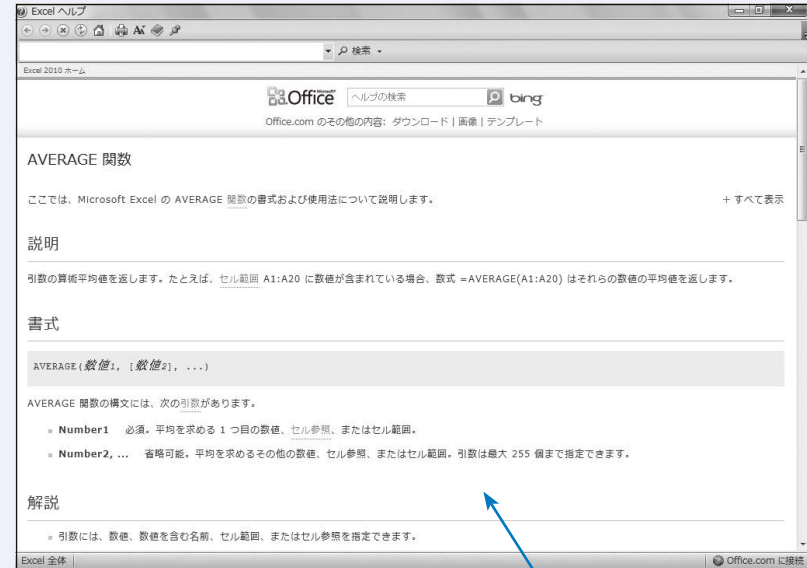 Excel ヘルプ
検索
Excel 2010 ホーム
Microsoft Office ヘルプの検索 bing
Office.com のその他の内容: ダウンロード | 画像 | テンプレート
AVERAGE 関数
ここでは、Microsoft Excel の AVERAGE 関数の書式および使用法について説明します。 + すべて表示
説明
引数の算術平均値を返します。たとえば、セル範囲 A1:A20 に数値が含まれている場合、数式 =AVERAGE(A1:A20) はそれらの数値の平均値を返します。
書式
AVERAGE(数値1, [数値2], ...)
AVERAGE 関数の構文には、次の引数があります。
Number1 必須。平均を求める 1 つ目の数値、セル参照、またはセル範囲。
Number2, ... 省略可能。平均を求めるその他の数値、セル参照、またはセル範囲。引数は最大 255 個まで指定できます。
解説
引数には、数値、数値を含む名前、セル範囲、またはセル参照を指定できます。
Excel 全体 Office.com に接続